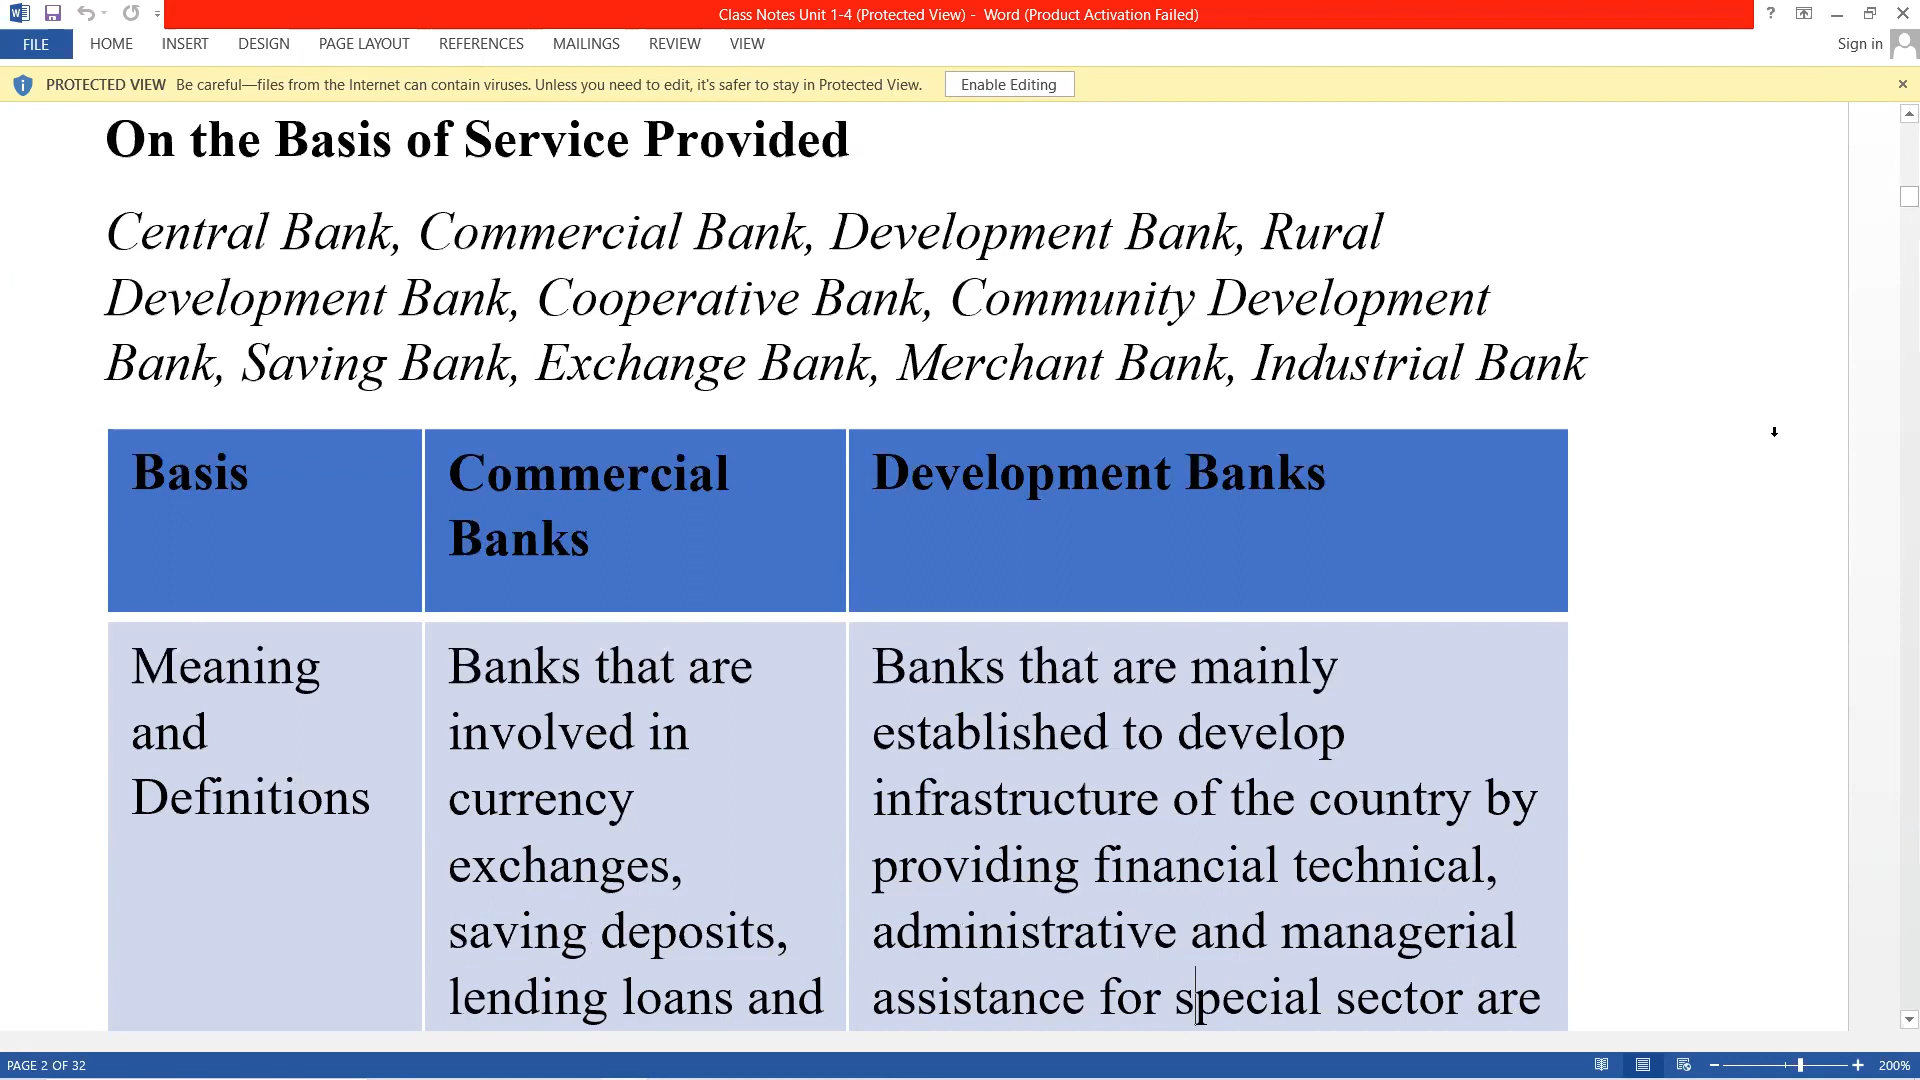 Class Notes Unit 1-4 (Protected View) - Word (Product Activation Failed)
FILE HOME INSERT DESIGN PAGE LAYOUT REFERENCES MAILINGS REVIEW VIEW Sign in
PROTECTED VIEW Be careful—files from the Internet can contain viruses. Unless you need to edit, it's safer to stay in Protected View. Enable Editing
On the Basis of Service Provided
Central Bank, Commercial Bank, Development Bank, Rural
Development Bank, Cooperative Bank, Community Development
Bank, Saving Bank, Exchange Bank, Merchant Bank, Industrial Bank
Basis
Commercial
Banks
Development Banks
Meaning
and
Definitions
Banks that are
involved in
currency
exchanges,
saving deposits,
lending loans and
Banks that are mainly
established to develop
infrastructure of the country by
providing financial technical,
administrative and managerial
assistance for special sector are
PAGE 2 OF 32
200%